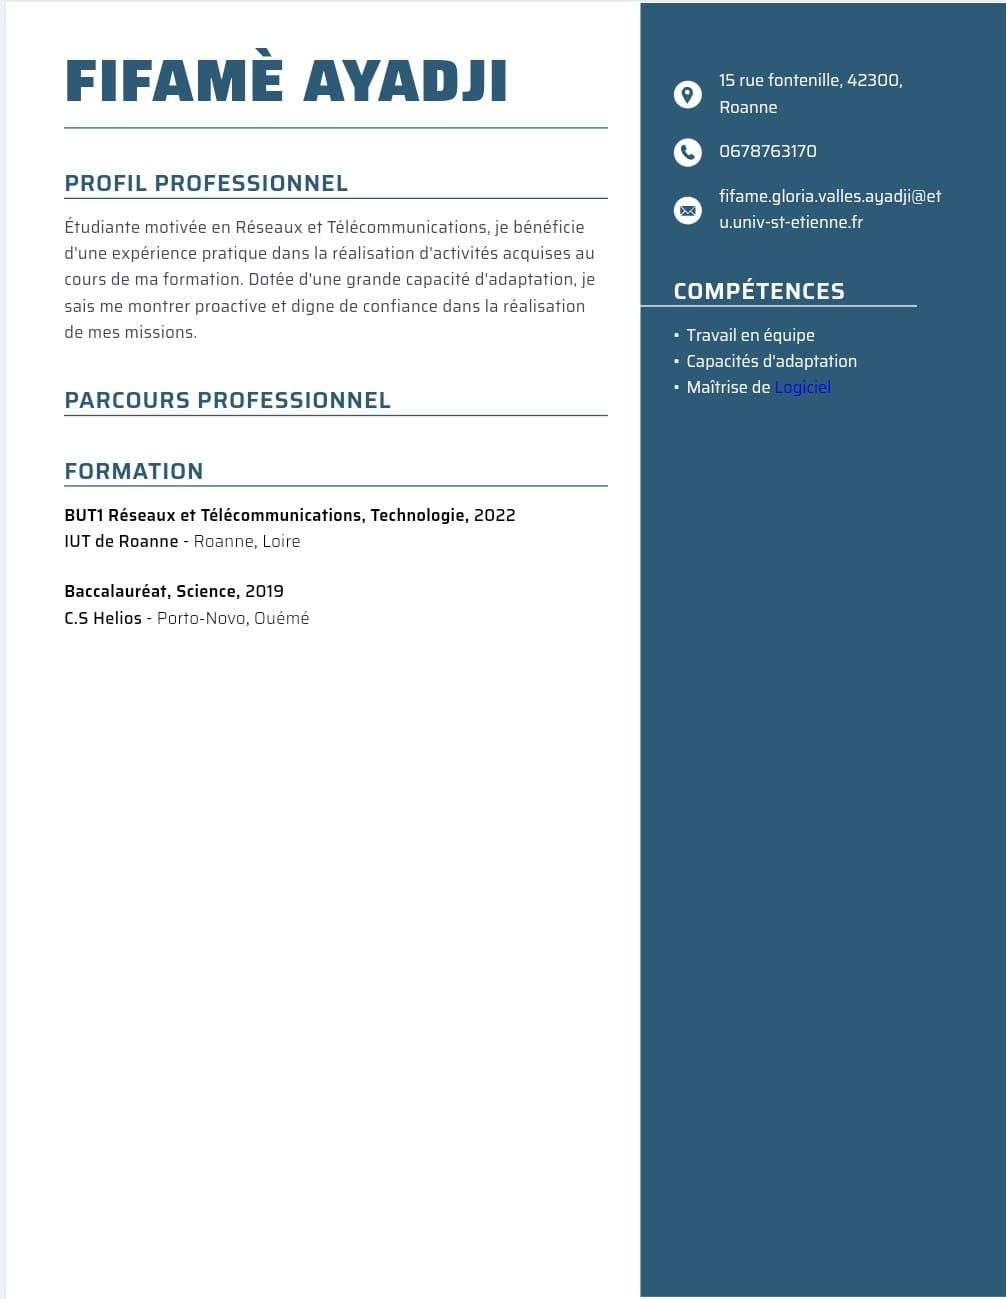 FIFAMÈ AYADJI
PROFIL PROFESSIONNEL
Étudiante motivée en Réseaux et Télécommunications, je bénéficie
d'une expérience pratique dans la réalisation d'activités acquises au
cours de ma formation. Dotée d'une grande capacité d'adaptation, je
sais me montrer proactive et digne de confiance dans la réalisation
de mes missions.
PARCOURS PROFESSIONNEL
FORMATION
BUT1 Réseaux et Télécommunications, Technologie, 2022
IUT de Roanne - Roanne, Loire
Baccalauréat, Science, 2019
C.S Helios - Porto-Novo, Ouémé
15 rue fontenille, 42300,
Roanne
0678763170
fifame.gloria.valles.ayadji@et
u.univ-st-etienne.fr
COMPÉTENCES
▪ Travail en équipe
▪ Capacités d'adaptation
▪ Maîtrise de Logiciel